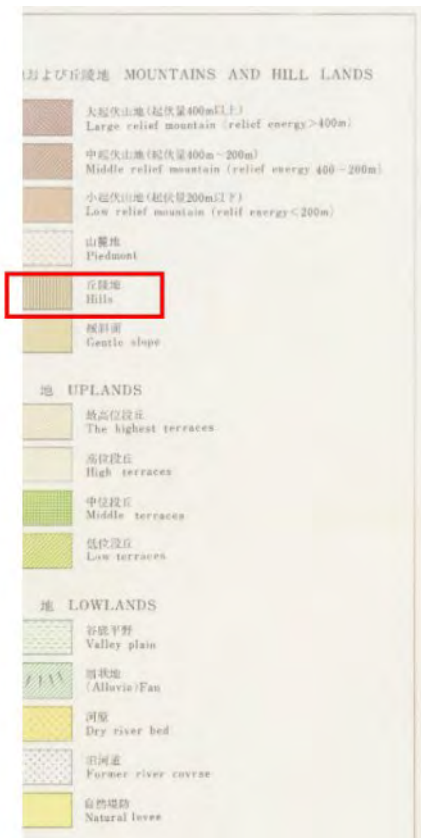 および丘陵地 MOUNTAINS AND HILL LANDS
大起伏山地(起伏量400m以上)
Large relief mountain (relief energy>400m)
中起伏山地(起伏量400m~200m)
Middle relief mountain (relief energy 400-200m)
小起伏山地(起伏量200m以下)
Low relief mountain (relif energy<200m)
山麓地
Piedmont
丘陵地
Hills
緩斜面
Gentle slope
地 UPLANDS
最高位段丘
The highest terraces
高位段丘
High terraces
中位段丘
Middle terraces
低位段丘
Low terraces
地 LOWLANDS
谷底平野
Valley plain
扇状地
(Alluvic)Fan
河原
Dry river bed
旧河道
Former river covrse
自然堤防
Natural lovee